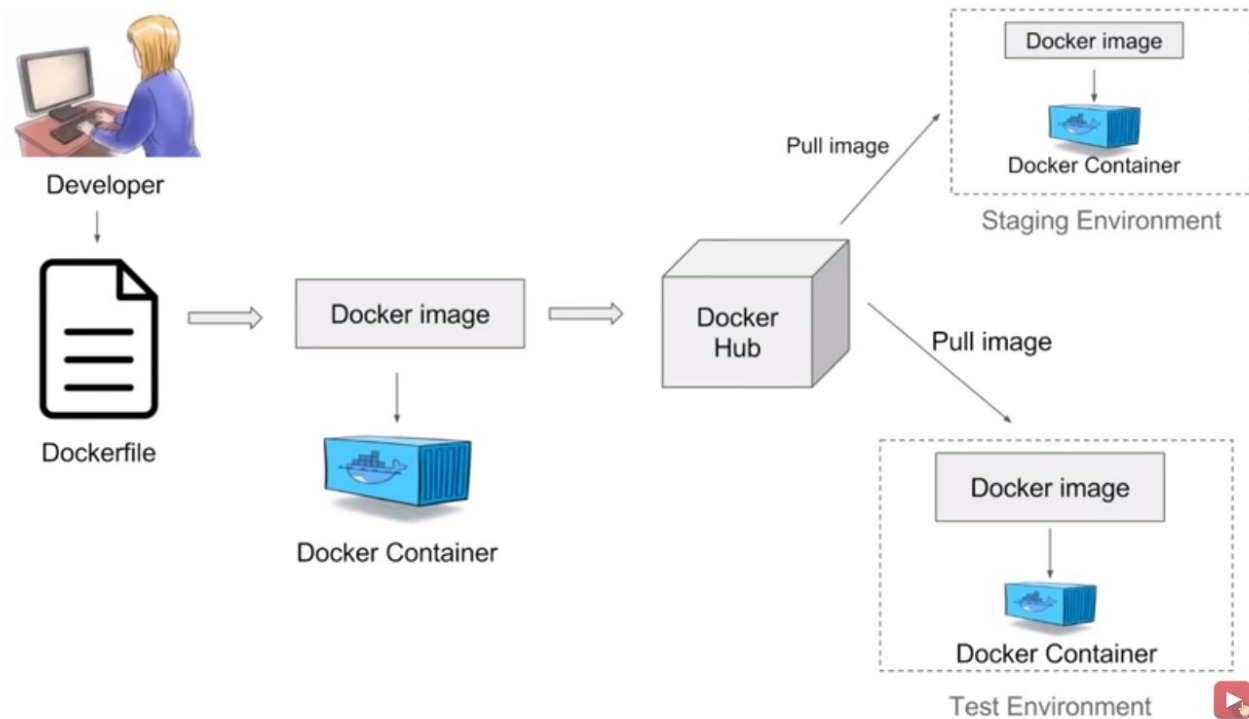 Developer
Dockerfile
Docker image
Docker Container
Docker
Hub
Pull image
Docker image
Docker Container
Staging Environment
Pull image
Docker image
Docker Container
Test Environment